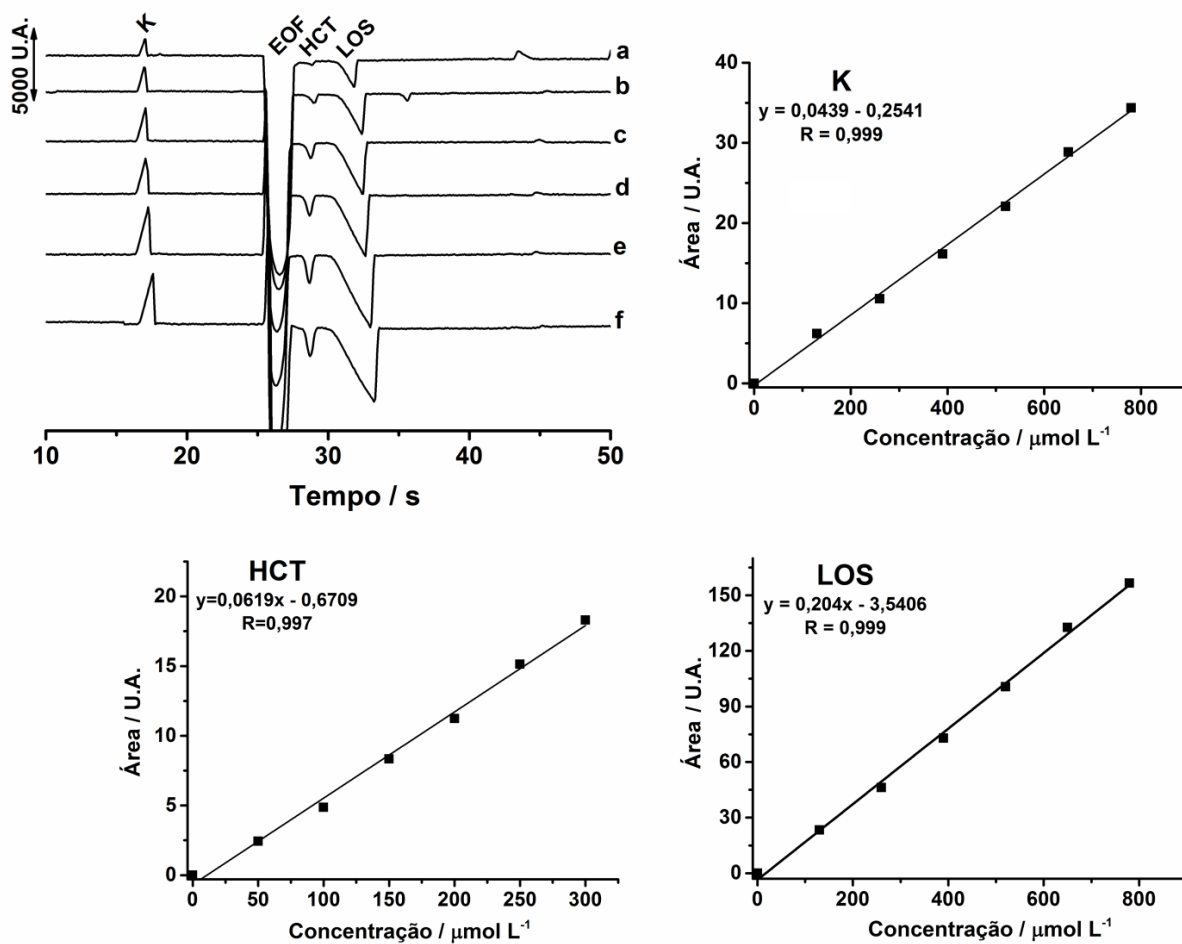 5000 U.A.
K
EOF
HCT
LOS
a
b
c
d
e
f
10 20 30 40 50
Tempo / s
K
y = 0,0439 - 0,2541
R = 0,999
Área / U.A.
40
30
20
10
0
0 200 400 600 800
Concentração / µmol L⁻¹
HCT
y=0,0619x - 0,6709
R=0,997
Área / U.A.
20
15
10
5
0
0 50 100 150 200 250 300
Concentração / µmol L⁻¹
LOS
y = 0,204x - 3,5406
R = 0,999
Área / U.A.
150
120
90
60
30
0
0 200 400 600 800
Concentração / µmol L⁻¹